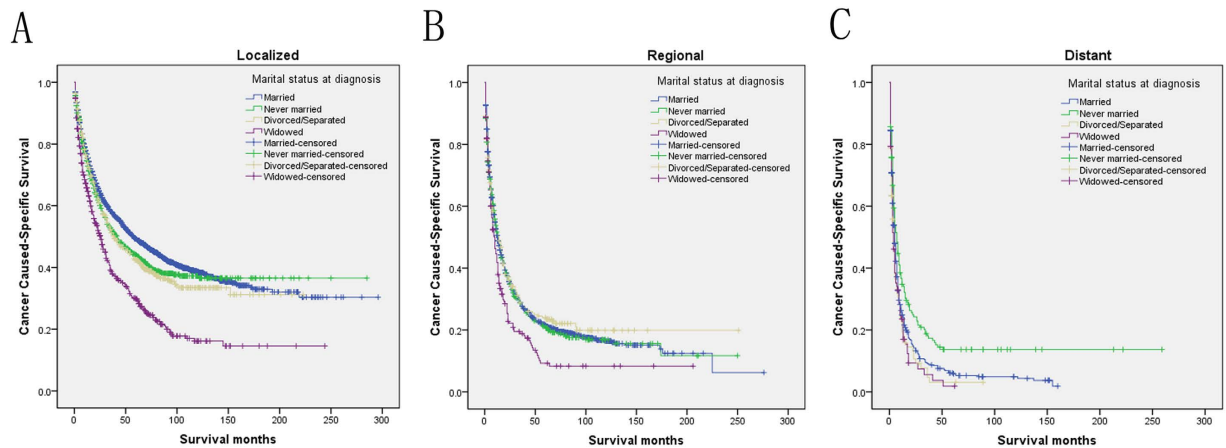 A
Localized
Marital status at diagnosis
Married
Never married
Divorced/Separated
Widowed
Married-censored
Never married-censored
Divorced/Separated-censored
Widowed-censored
Cancer Caused-Specific Survival
1.0
0.8
0.6
0.4
0.2
0.0
0 50 100 150 200 250 300
Survival months
B
Regional
Marital status at diagnosis
Married
Never married
Divorced/Separated
Widowed
Married-censored
Never married-censored
Divorced/Separated-censored
Widowed-censored
Cancer Caused-Specific Survival
1.0
0.8
0.6
0.4
0.2
0.0
0 50 100 150 200 250 300
Survival months
C
Distant
Marital status at diagnosis
Married
Never married
Divorced/Separated
Widowed
Married-censored
Never married-censored
Divorced/Separated-censored
Widowed-censored
Cancer Caused-Specific Survival
1.0
0.8
0.6
0.4
0.2
0.0
0 50 100 150 200 250 300
Survival months